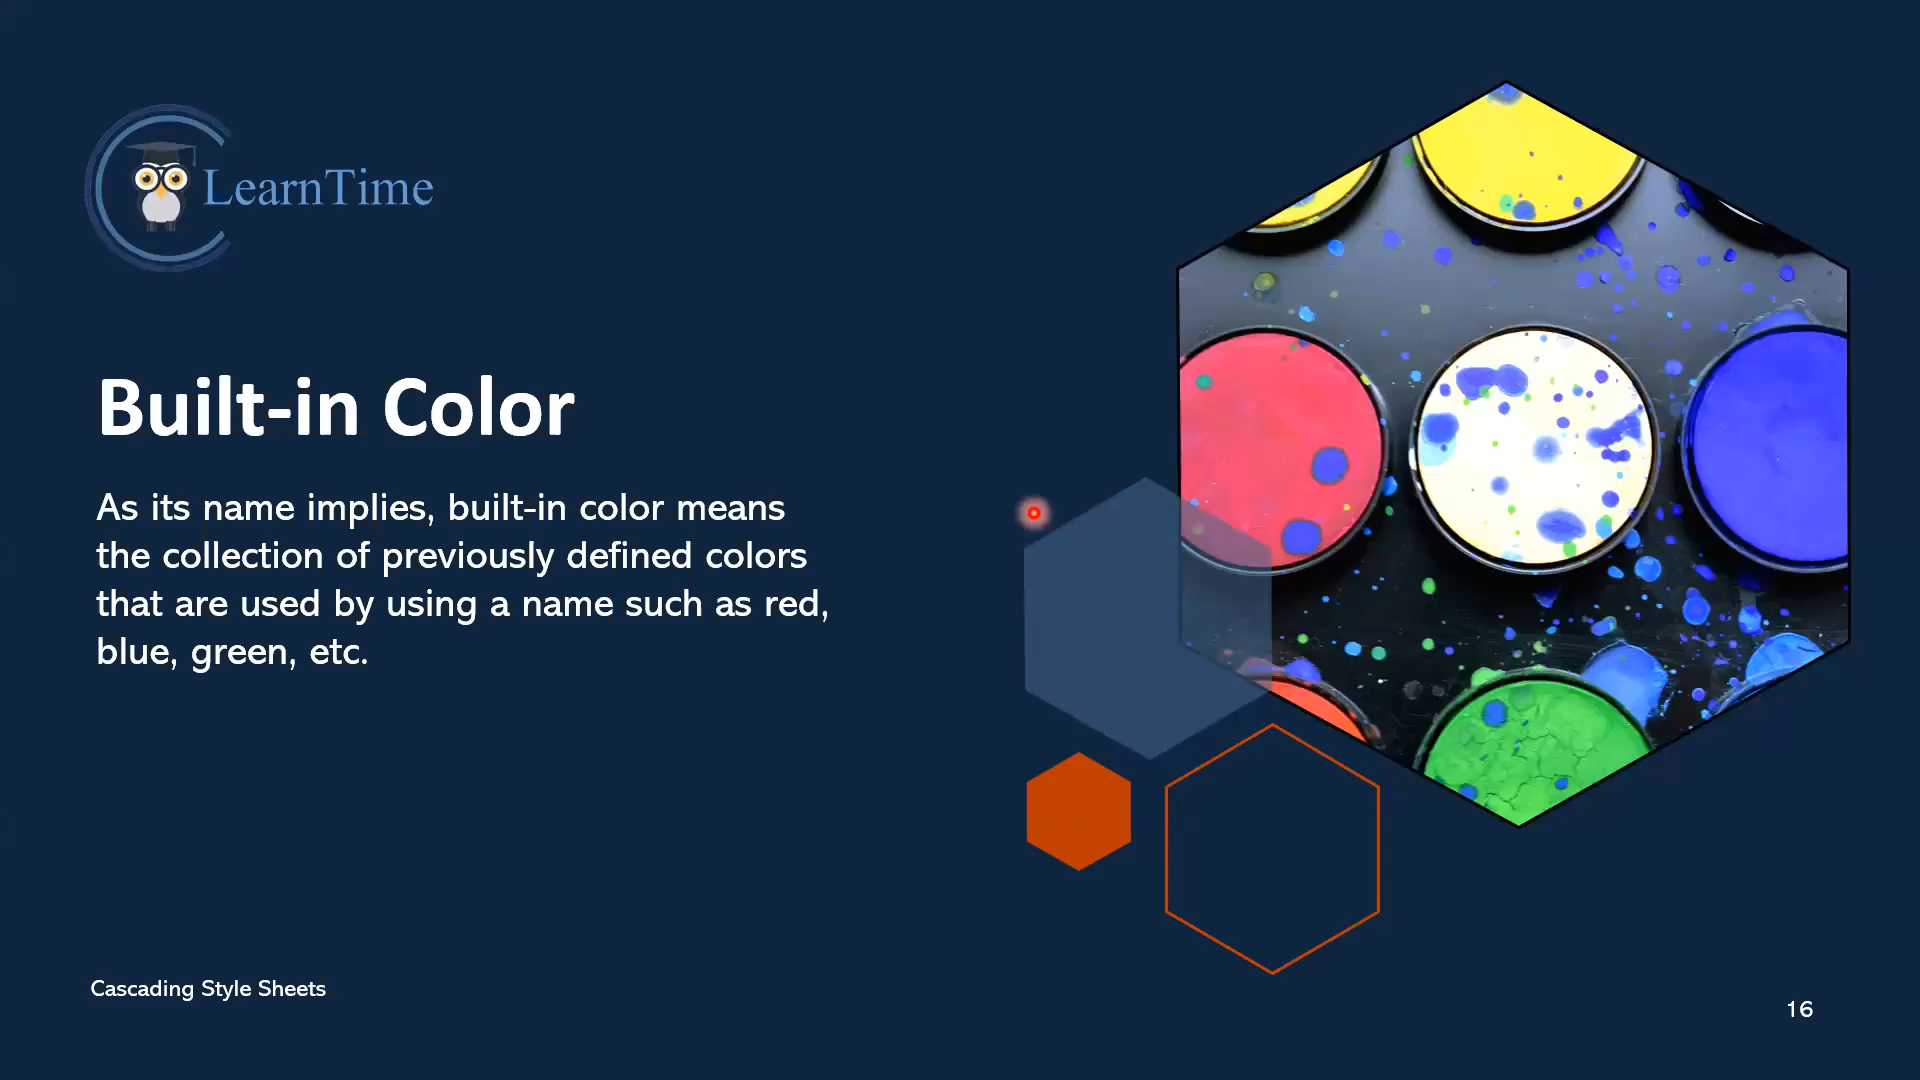 LearnTime
Built-in Color
As its name implies, built-in color means
the collection of previously defined colors
that are used by using a name such as red,
blue, green, etc.
Cascading Style Sheets
16